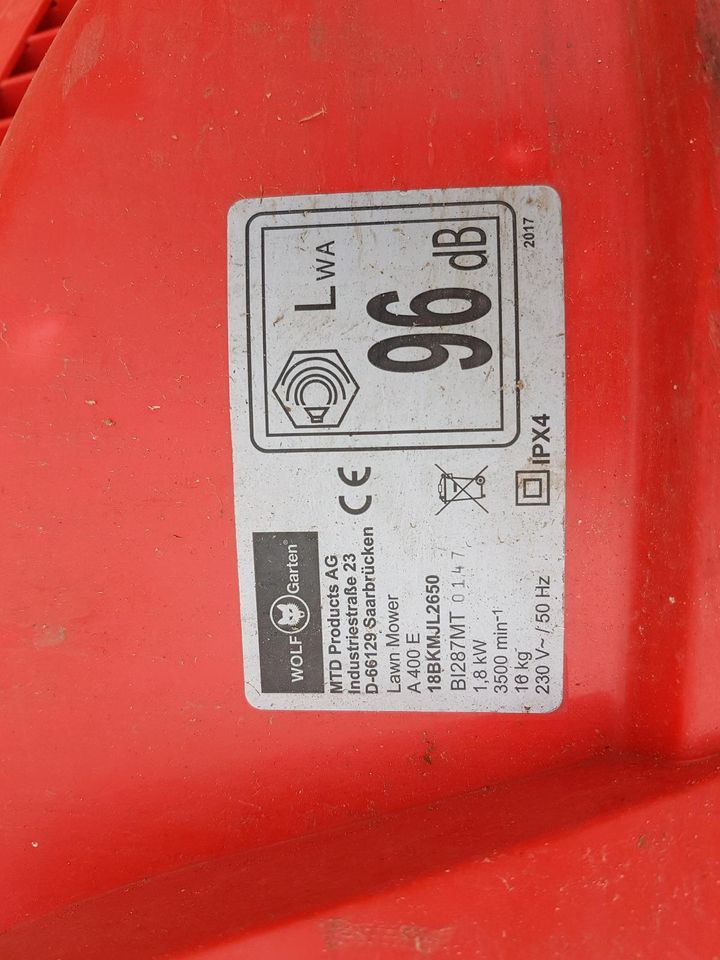 WOLF Garten®
MTD Products AG
Industriestraße 23
D-66129 Saarbrücken
Lawn Mower
A 400 E
18BKMJL2650
BI287MT 0147
1,8 kW
3500 min⁻¹
16 kg
230 V~ / 50 Hz
CE
IPX4
LWA
96 dB
2017